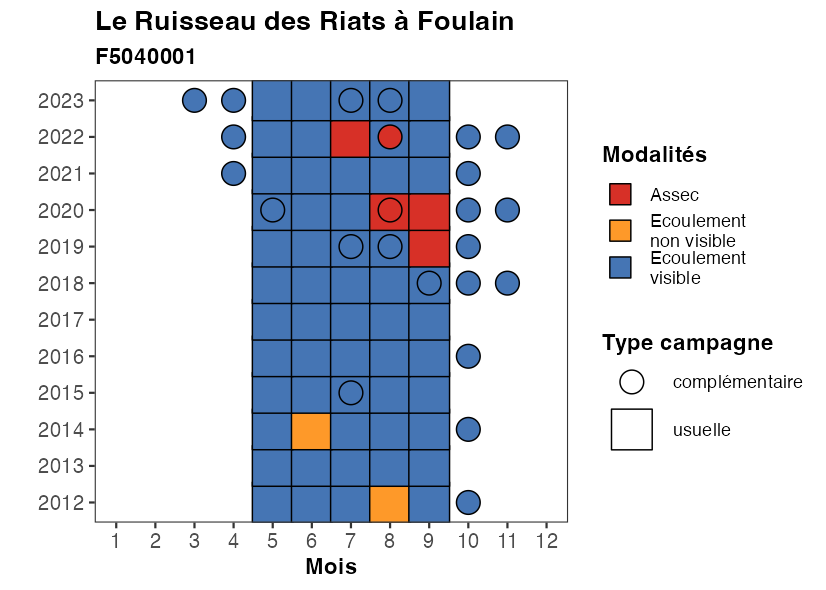 Le Ruisseau des Riats à Foulain
F5040001
2023
2022
2021
2020
2019
2018
2017
2016
2015
2014
2013
2012
1 2 3 4 5 6 7 8 9 10 11 12
Mois
Modalités
Assec
Ecoulement
non visible
Ecoulement
visible
Type campagne
complémentaire
usuelle